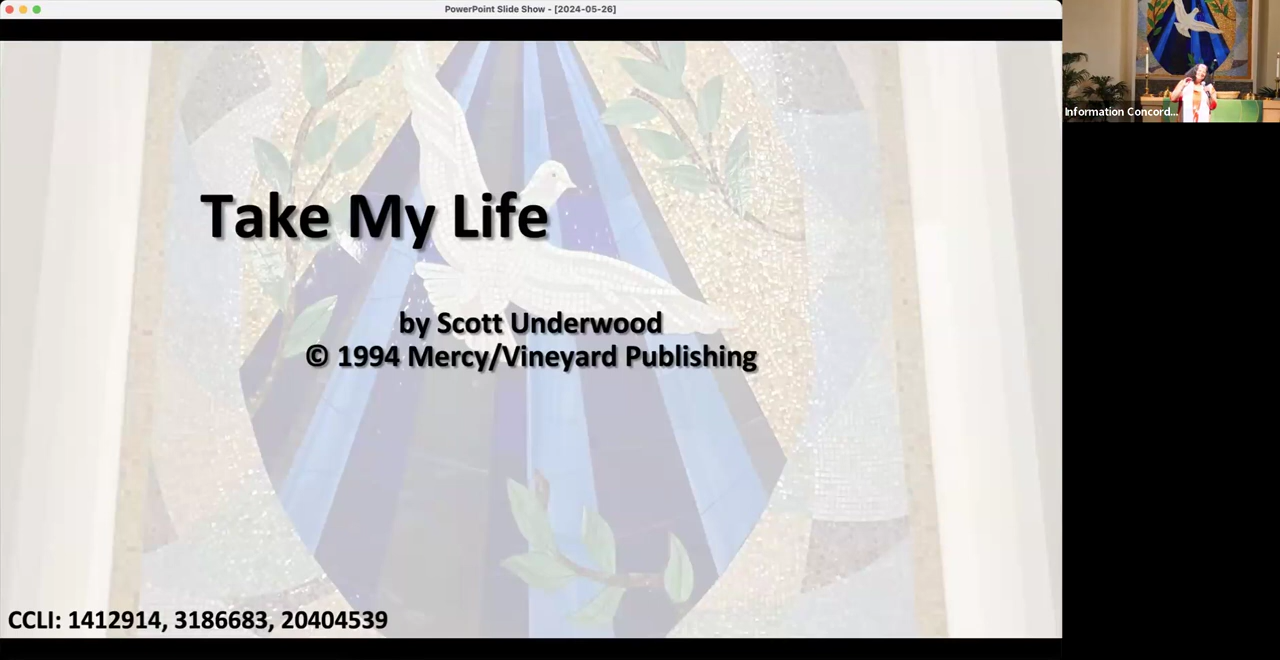 PowerPoint Slide Show - [2024-05-26]
Information Concord...
Take My Life
by Scott Underwood
© 1994 Mercy/Vineyard Publishing
CCLI: 1412914, 3186683, 20404539